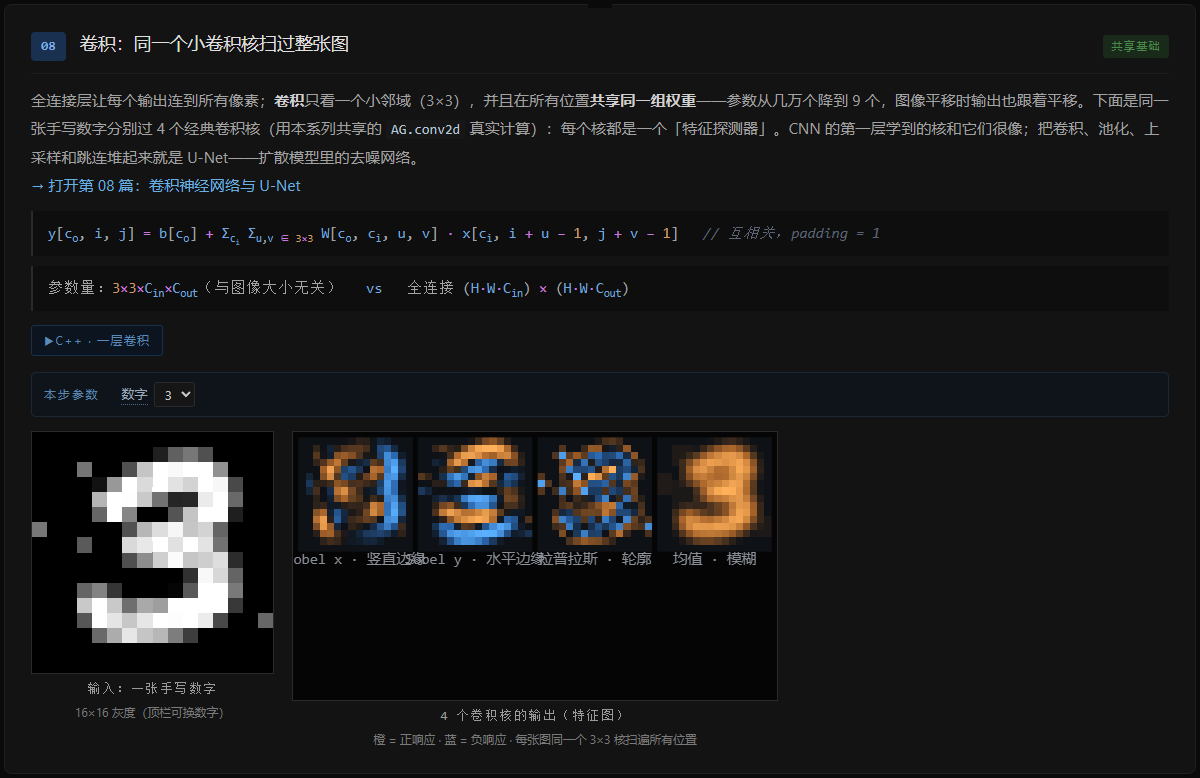 08 卷积：同一个小卷积核扫过整张图
共享基础
全连接层让每个输出连到所有像素；卷积只看一个小邻域（3×3），并且在所有位置共享同一组权重——参数从几万个降到 9 个，图像平移时输出也跟着平移。下面是同一
张手写数字分别过 4 个经典卷积核（用本系列共享的 AG.conv2d 真实计算）：每个核都是一个「特征探测器」。CNN 的第一层学到的核和它们很像；把卷积、池化、上
采样和跳连堆起来就是 U-Net——扩散模型里的去噪网络。
→ 打开第 08 篇：卷积神经网络与 U-Net
y[cₒ, i, j] = b[cₒ] + Σ_cᵢ Σ_u,v ∈ 3×3 W[cₒ, cᵢ, u, v] · x[cᵢ, i + u − 1, j + v − 1] // 互相关，padding = 1
参数量：3×3×C_in×C_out（与图像大小无关） vs 全连接 (H·W·C_in) × (H·W·C_out)
▶C++ · 一层卷积
本步参数 数字 3
obel x · 竖直边缘
obel y · 水平边缘
拉普拉斯 · 轮廓
均值 · 模糊
输入：一张手写数字
16×16 灰度（顶栏可换数字）
4 个卷积核的输出（特征图）
橙 = 正响应 · 蓝 = 负响应 · 每张图同一个 3×3 核扫遍所有位置